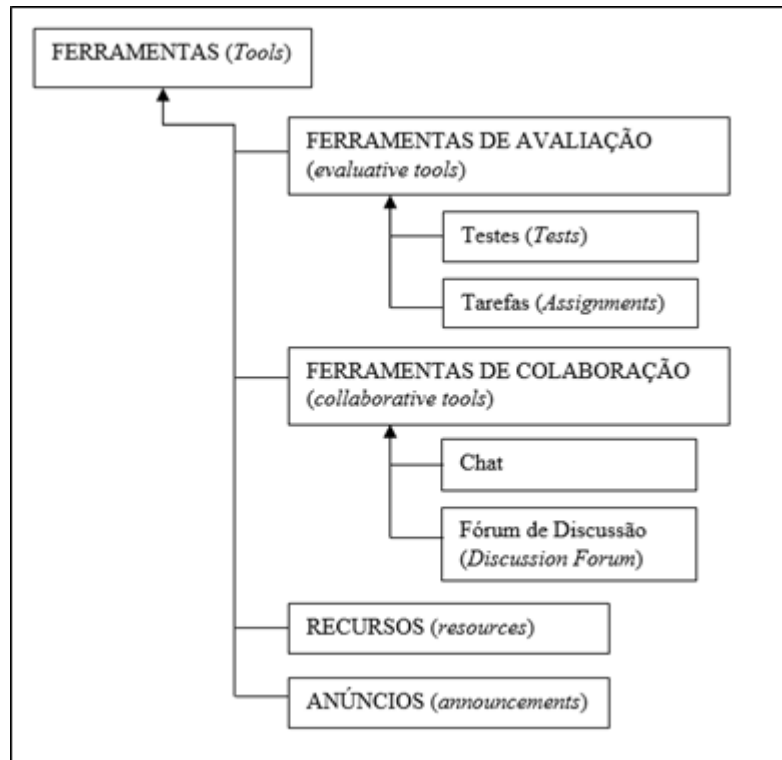 FERRAMENTAS (Tools)
FERRAMENTAS DE AVALIAÇÃO
(evaluative tools)
Testes (Tests)
Tarefas (Assignments)
FERRAMENTAS DE COLABORAÇÃO
(collaborative tools)
Chat
Fórum de Discussão
(Discussion Forum)
RECURSOS (resources)
ANÚNCIOS (announcements)